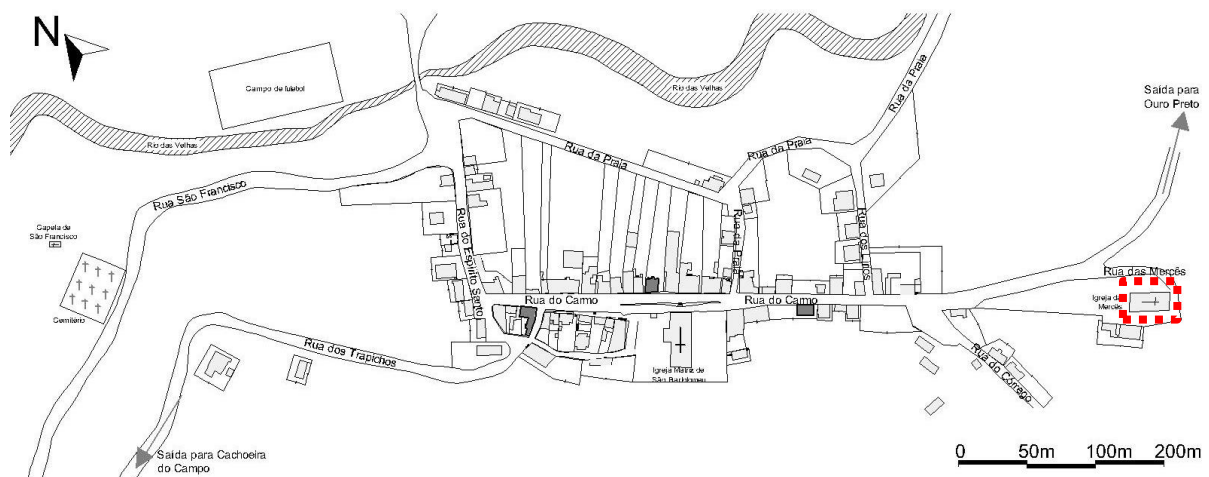 N
Campo de futebol
Rio das Velhas
Rio das Velhas
Rua da Praia
Saída para
Ouro Preto
Rua da Praia
Rua da Praia
Rua São Francisco
Capela de
São Francisco
Cemitério
Rua do Espírito Santo
Rua da Praia
Rua dos
Rua das Mercês
Igreja das
Mercês
Rua do Carmo
Rua do Carmo
Rua dos Trapichos
Igreja Matriz de
São Bartolomeu
Rua do Córrego
Saída para Cachoeira
do Campo
0 50m 100m 200m